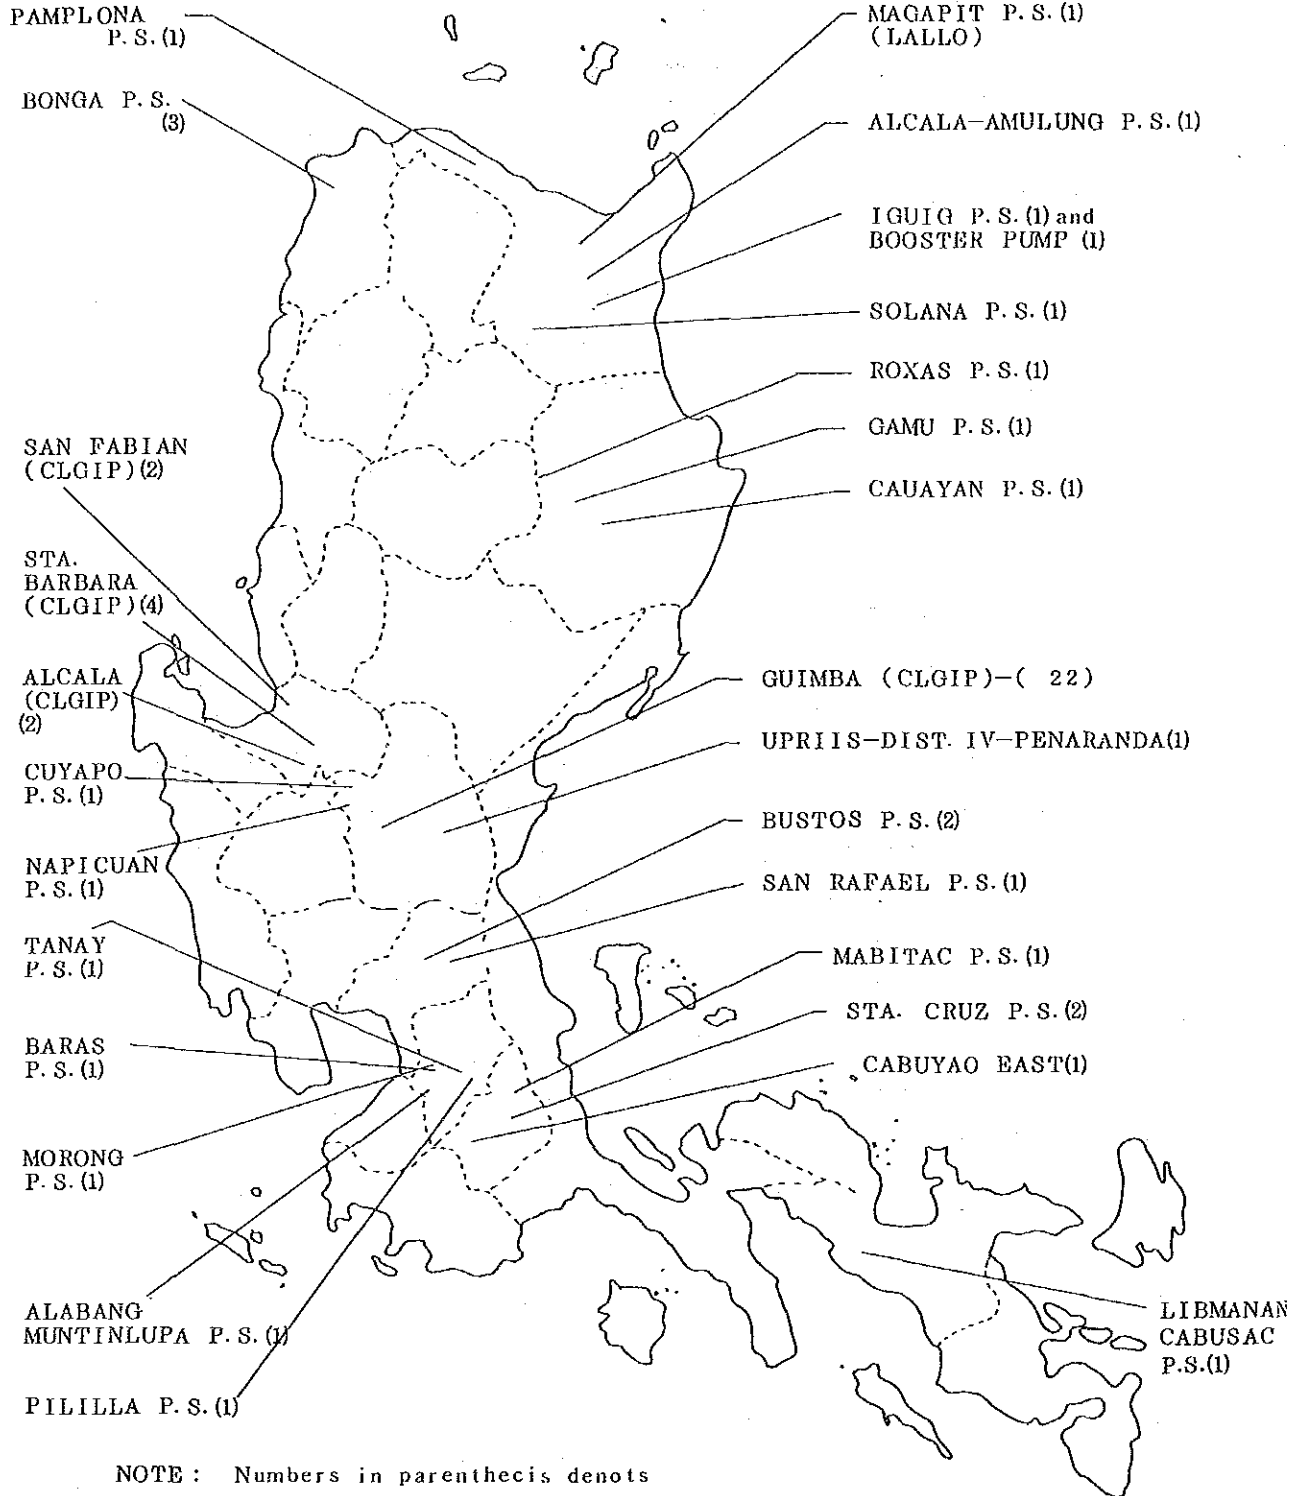 PAMPLONA
P.S.(1)
BONGA P.S.
(3)
SAN FABIAN
(CLGIP)(2)
STA.
BARBARA
(CLGIP)(4)
ALCALA
(CLGIP)
(2)
CUYAPO
P.S.(1)
NAPICUAN
P.S.(1)
TANAY
P.S.(1)
BARAS
P.S.(1)
MORONG
P.S.(1)
ALABANG
MUNTINLUPA P.S.(1)
PILILLA P.S.(1)
MAGAPIT P.S.(1)
(LALLO)
ALCALA-AMULUNG P.S.(1)
IGUIG P.S.(1) and
BOOSTER PUMP (1)
SOLANA P.S.(1)
ROXAS P.S.(1)
GAMU P.S.(1)
CAUAYAN P.S.(1)
GUIMBA (CLGIP)-( 22)
UPRIIS-DIST. IV-PENARANDA(1)
BUSTOS P.S.(2)
SAN RAFAEL P.S.(1)
MABITAC P.S.(1)
STA. CRUZ P.S.(2)
CABUYAO EAST(1)
LIBMANAN
CABUSAC
P.S.(1)
NOTE : Numbers in parenthecis denots